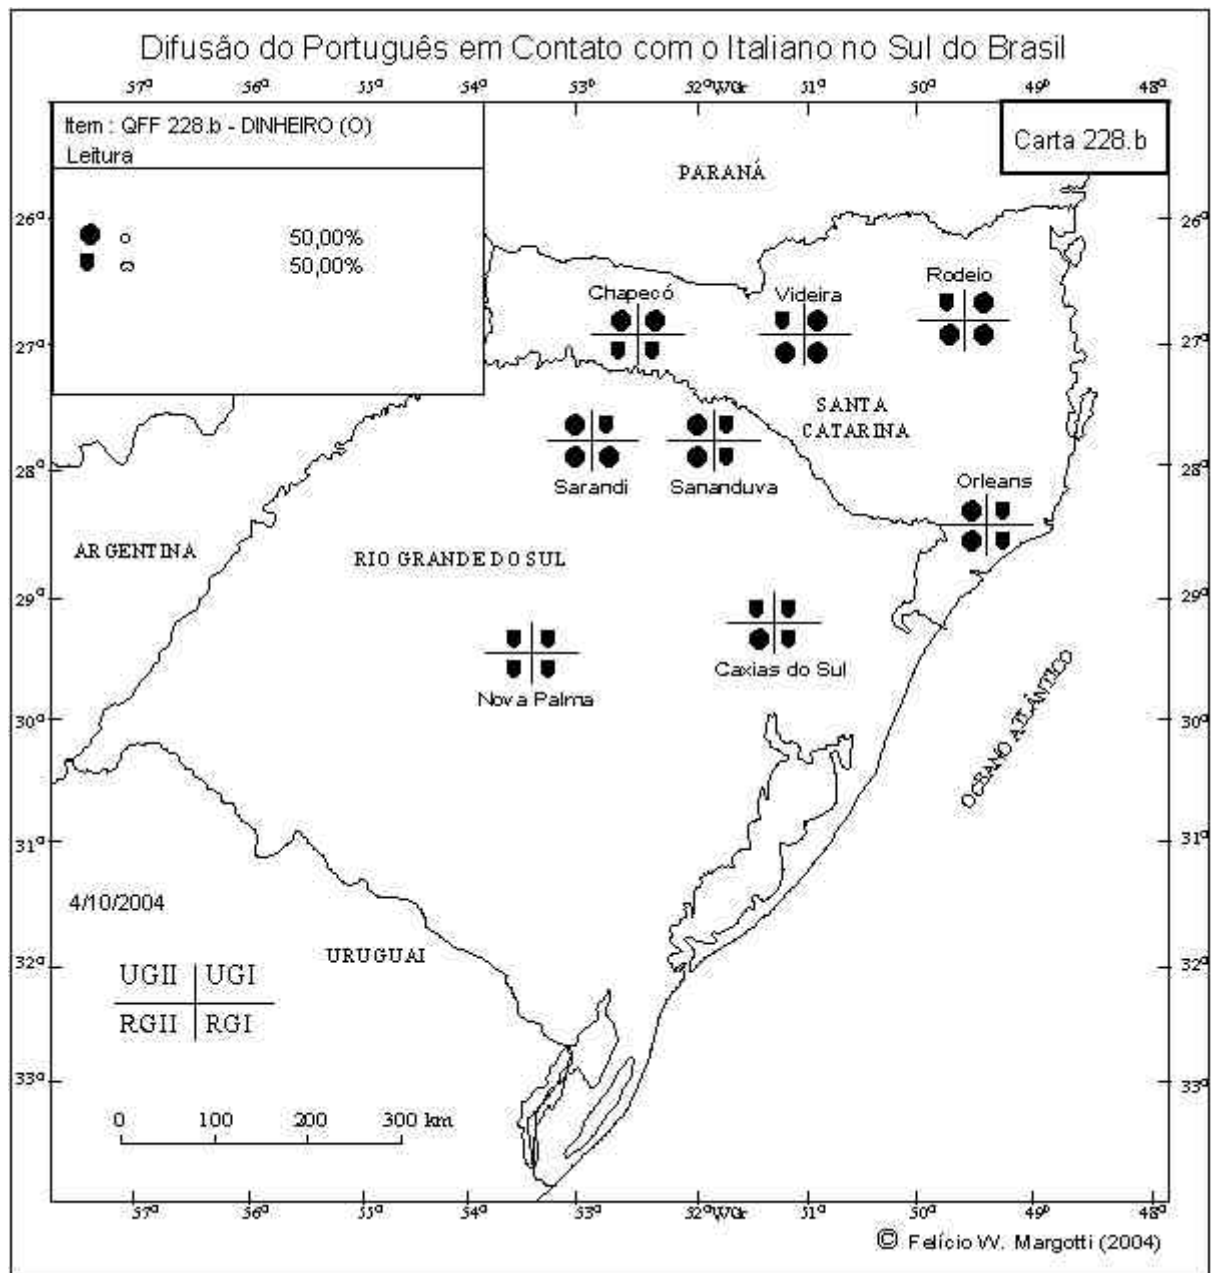 Difusão do Português em Contato com o Italiano no Sul do Brasil
57º 56º 55º 54º 53º 52ºWGr 51º 50º 49º 48º
Item : QFF 228.b - DINHEIRO (O)
Leitura
Carta 228.b
PARANÁ
26º 26º
o 50,00%
50,00%
Rodeio
Chapecó Videira
27º 27º
SANTA
CATARINA
28º 28º
Sarandi Sananduva Orleans
ARGENTINA RIO GRANDE DO SUL
29º 29º
Caxias do Sul
Nova Palma
OCEANO ATLÂNTICO
30º 30º
31º 31º
4/10/2004
URUGUAI
32º 32º
UGII UGI
RGII RGI
33º 33º
0 100 200 300 km
57º 56º 55º 54º 53º 52ºWGr 51º 50º 49º 48º
© Felício W. Margotti (2004)